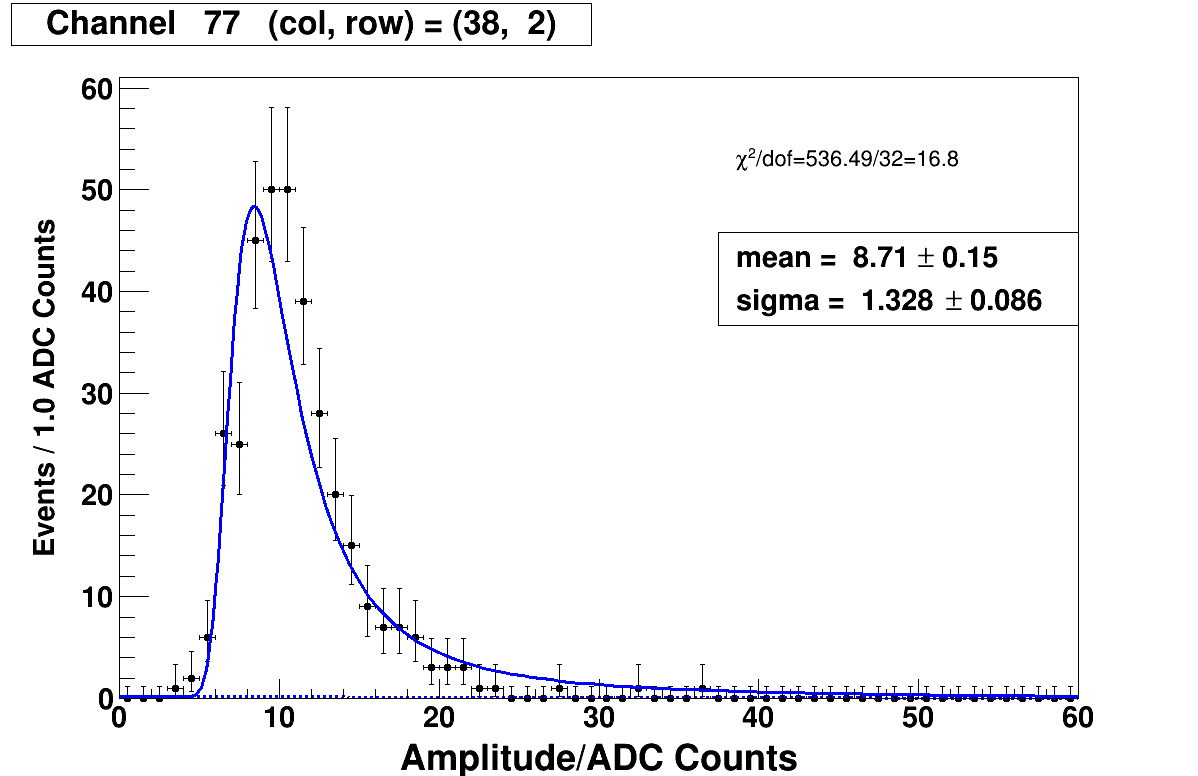 Channel 77 (col, row) = (38, 2)
60
χ²/dof=536.49/32=16.8
50
mean = 8.71 ± 0.15
sigma = 1.328 ± 0.086
40
30
20
10
0
Events / 1.0 ADC Counts
0 10 20 30 40 50 60
Amplitude/ADC Counts